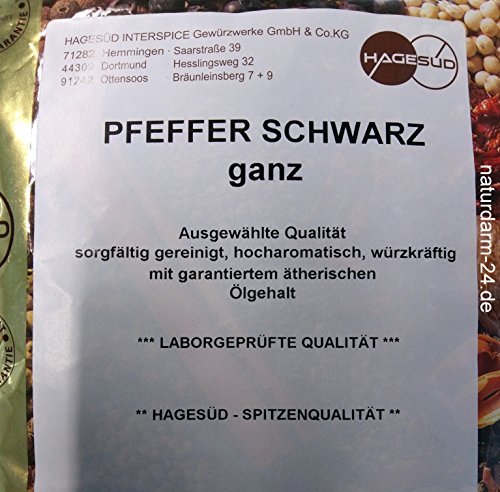 HAGESÜD INTERSPICE Gewürzwerke GmbH & Co.KG
71282 Hemmingen · Saarstraße 39
44309 Dortmund · Hesslingsweg 32
91242 Ottensoos · Bräunleinsberg 7 + 9
HAGESÜD
PFEFFER SCHWARZ
ganz
Ausgewählte Qualität
sorgfältig gereinigt, hocharomatisch, würzkräftig
mit garantiertem ätherischen
Ölgehalt
*** LABORGEPRÜFTE QUALITÄT ***
** HAGESÜD - SPITZENQUALITÄT **
naturdarm-24.de